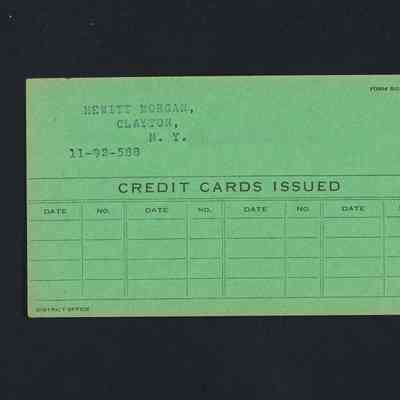 FORM
HEWITT MORGAN,
CLAYTON,
N. Y.
11-92-588
CREDIT CARDS ISSUED
DATE NO. DATE NO. DATE NO. DATE
DISTRICT OFFICE